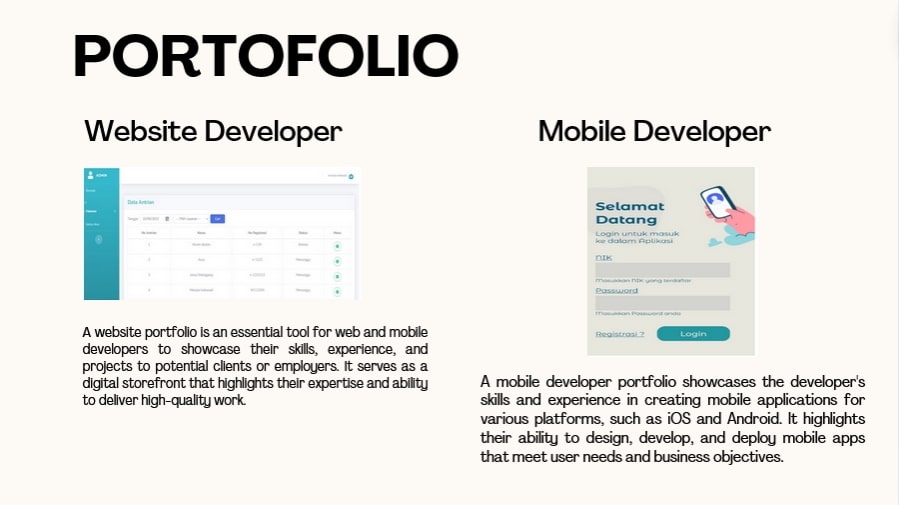 PORTOFOLIO
Website Developer
Data Antrian
Cari
A website portfolio is an essential tool for web and mobile
developers to showcase their skills, experience, and
projects to potential clients or employers. It serves as a
digital storefront that highlights their expertise and ability
to deliver high-quality work.
Mobile Developer
Selamat
Datang
Login untuk masuk
ke dalam Aplikasi
NIK
Masukkan NIK yang terdaftar
Password
Masukkan Password anda
Registrasi ? Login
A mobile developer portfolio showcases the developer's
skills and experience in creating mobile applications for
various platforms, such as iOS and Android. It highlights
their ability to design, develop, and deploy mobile apps
that meet user needs and business objectives.